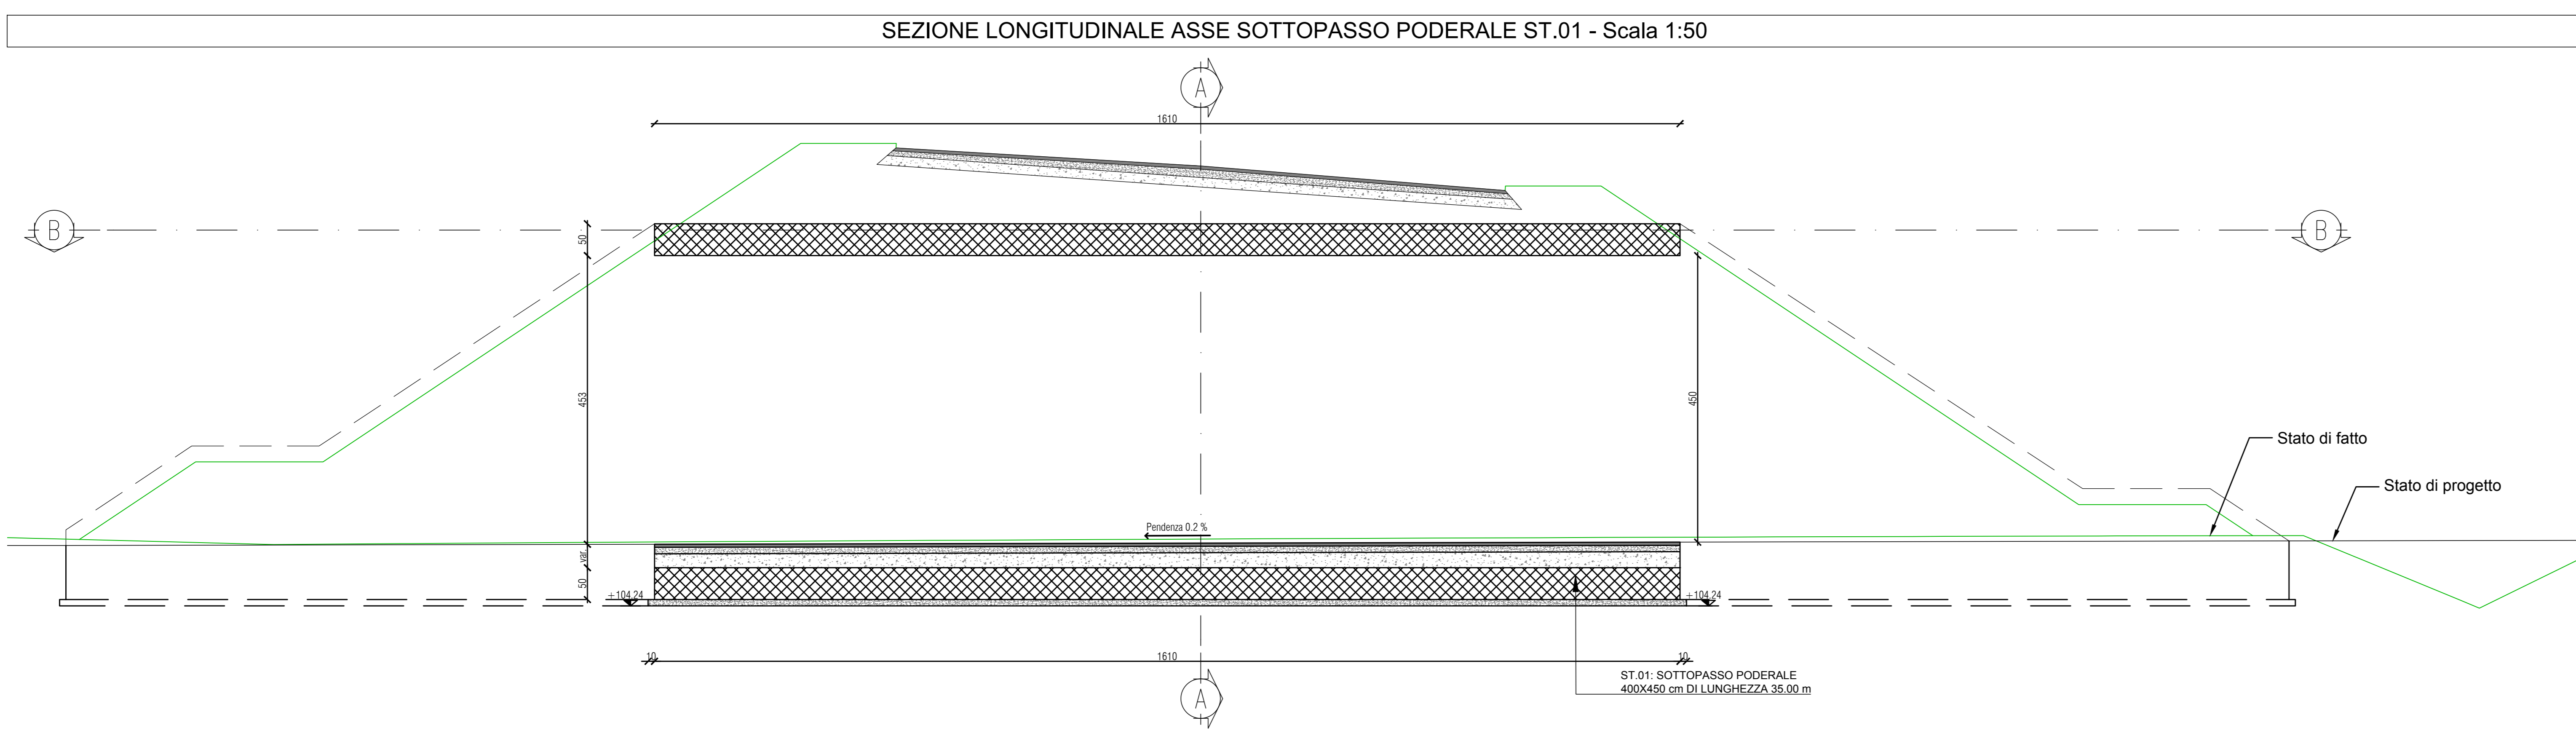 SEZIONE LONGITUDINALE ASSE SOTTOPASSO PODERALE ST.01 - Scala 1:50
A
1610
B
B
50
453
450
Stato di fatto
Stato di progetto
Pendenza 0.2 %
var.
50
+104.24
+104.24
10
1610
10
ST.01: SOTTOPASSO PODERALE
400X450 cm DI LUNGHEZZA 35.00 m
A